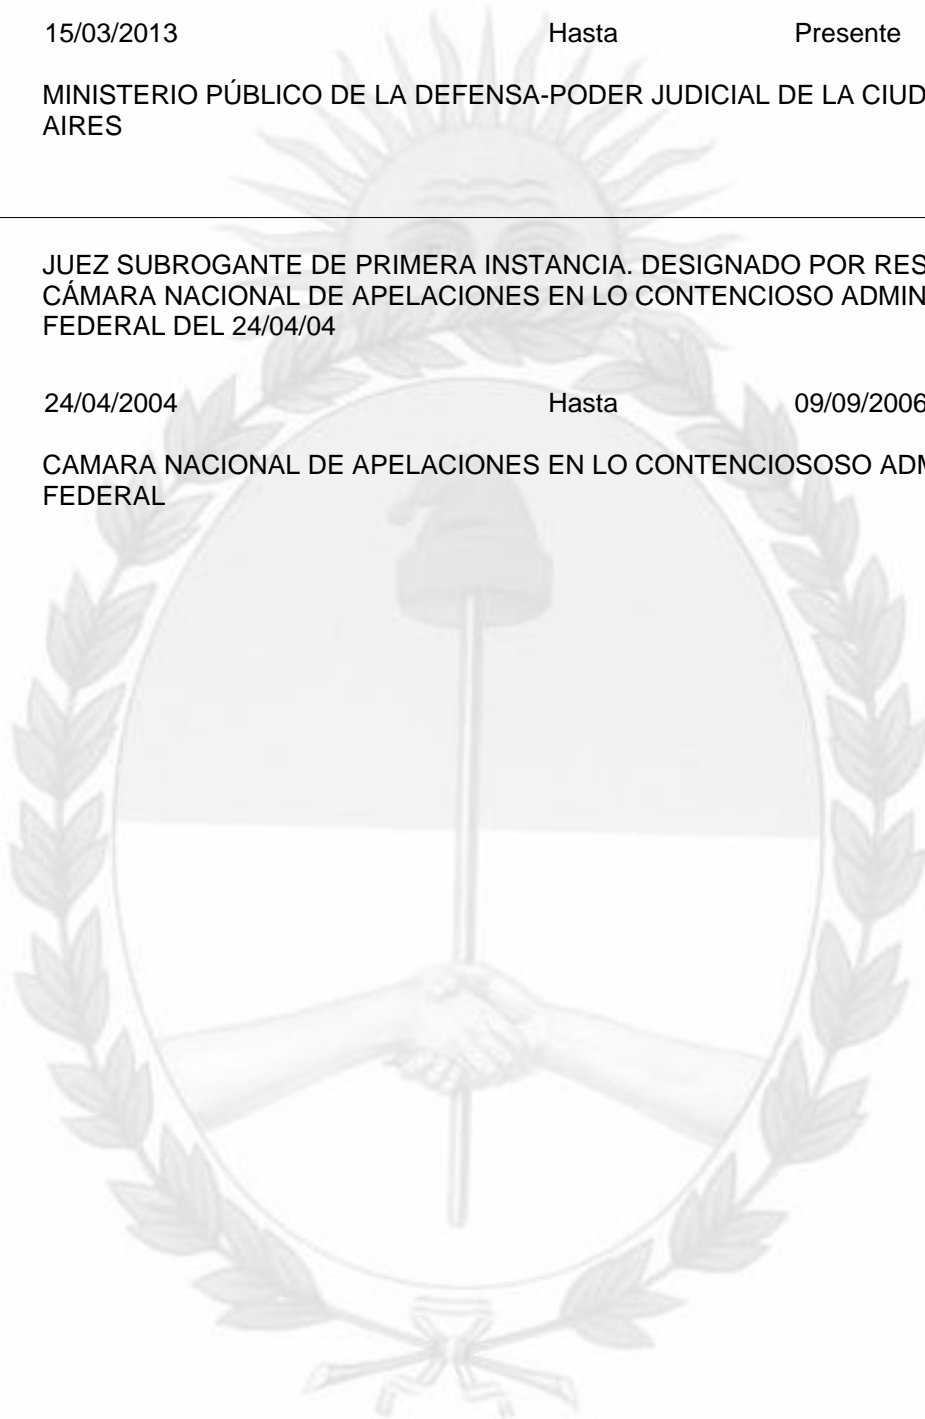 15/03/2013 Hasta Presente
MINISTERIO PÚBLICO DE LA DEFENSA-PODER JUDICIAL DE LA CIUD
AIRES
JUEZ SUBROGANTE DE PRIMERA INSTANCIA. DESIGNADO POR RES
CÁMARA NACIONAL DE APELACIONES EN LO CONTENCIOSO ADMIN
FEDERAL DEL 24/04/04
24/04/2004 Hasta 09/09/2006
CAMARA NACIONAL DE APELACIONES EN LO CONTENCIOSOSO ADM
FEDERAL